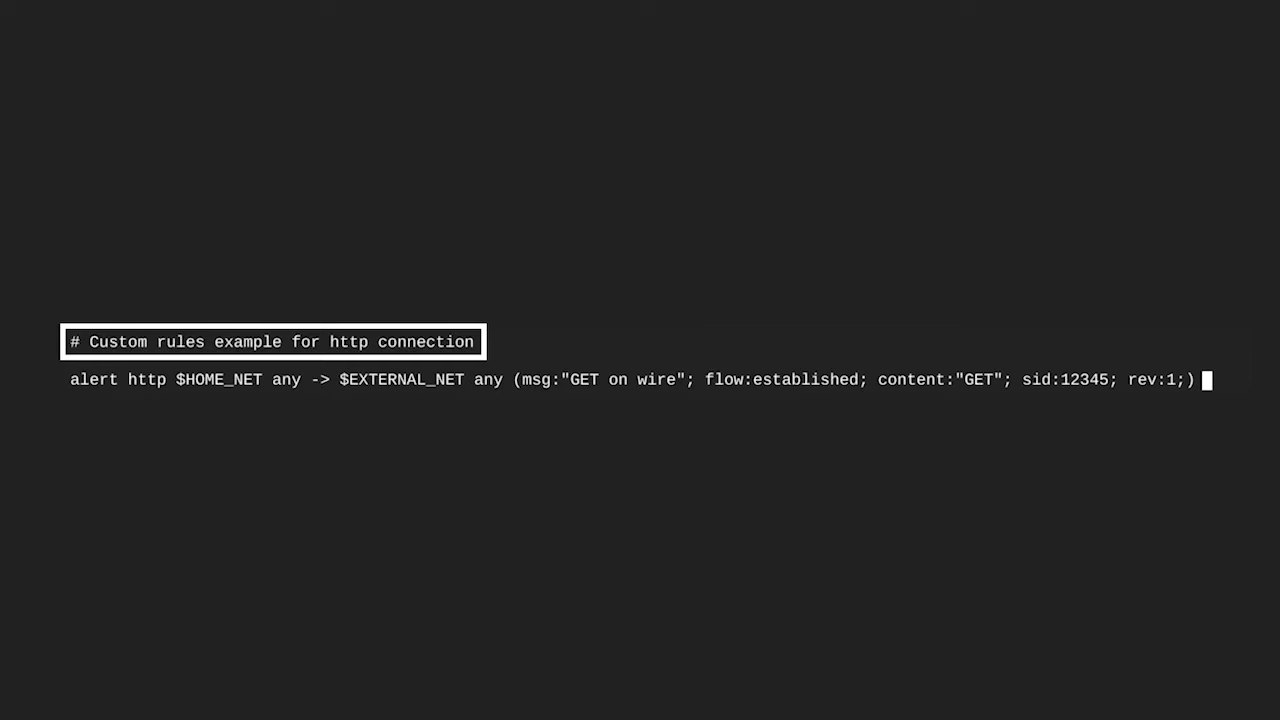 # Custom rules example for http connection
alert http $HOME_NET any -> $EXTERNAL_NET any (msg:"GET on wire"; flow:established; content:"GET"; sid:12345; rev:1;)